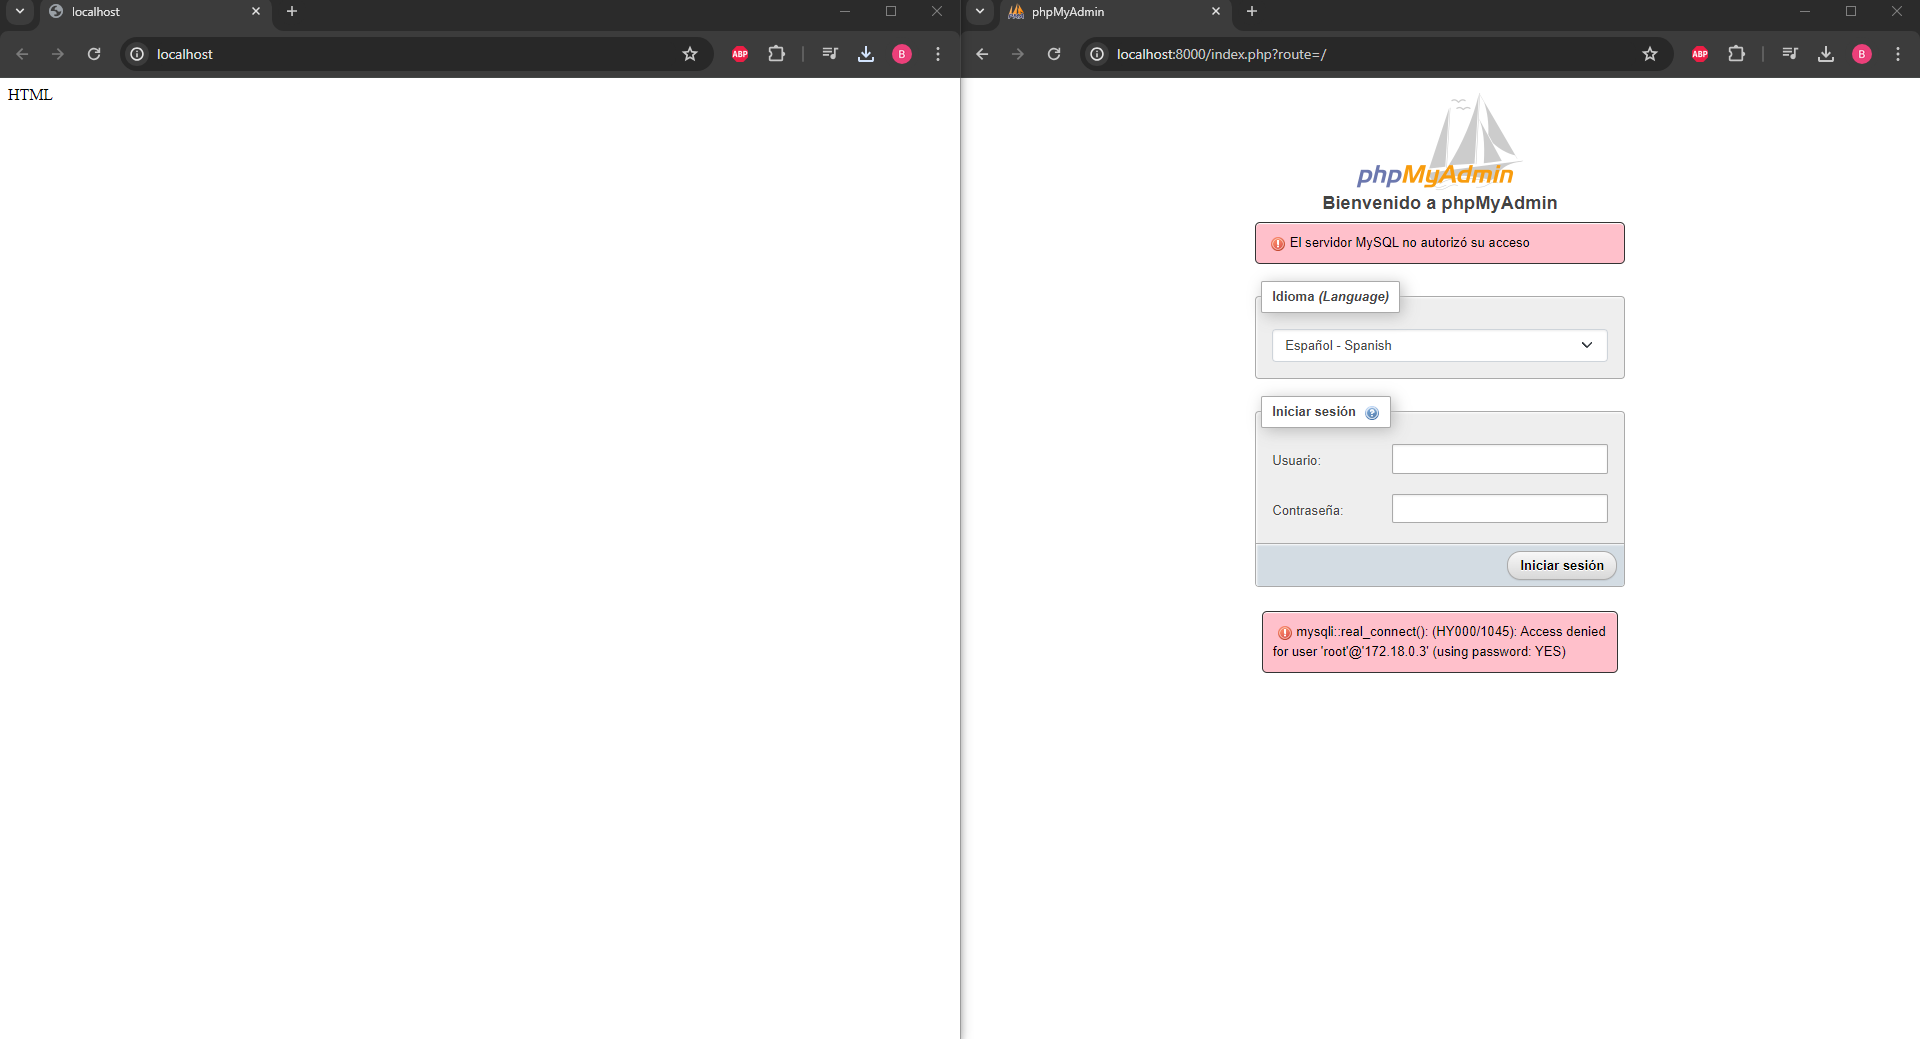 localhost
localhost
ABP
B
HTML
phpMyAdmin
localhost:8000/index.php?route=/
ABP
B
phpMyAdmin
Bienvenido a phpMyAdmin
El servidor MySQL no autorizó su acceso
Idioma (Language)
Español - Spanish
Iniciar sesión
Usuario:
Contraseña:
Iniciar sesión
mysqli::real_connect(): (HY000/1045): Access denied
for user 'root'@'172.18.0.3' (using password: YES)